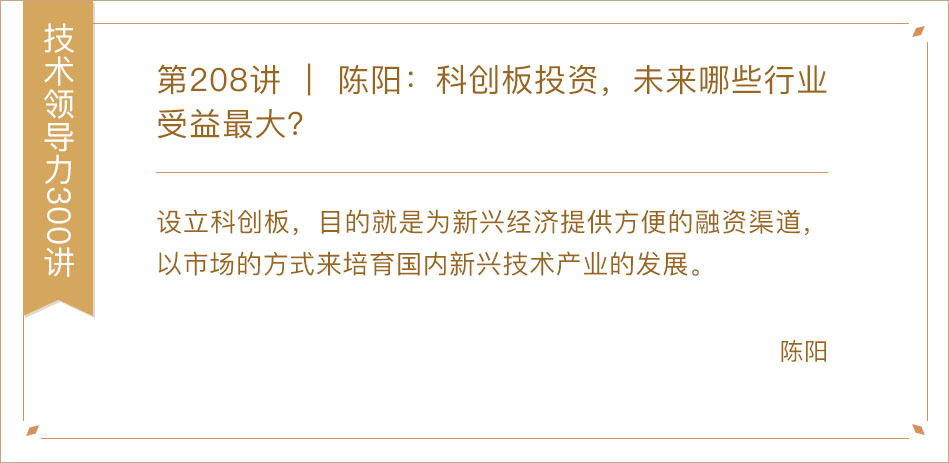 技术领导力300讲
第208讲 | 陈阳：科创板投资，未来哪些行业
受益最大？
设立科创板，目的就是为新兴经济提供方便的融资渠道，
以市场的方式来培育国内新兴技术产业的发展。
陈阳